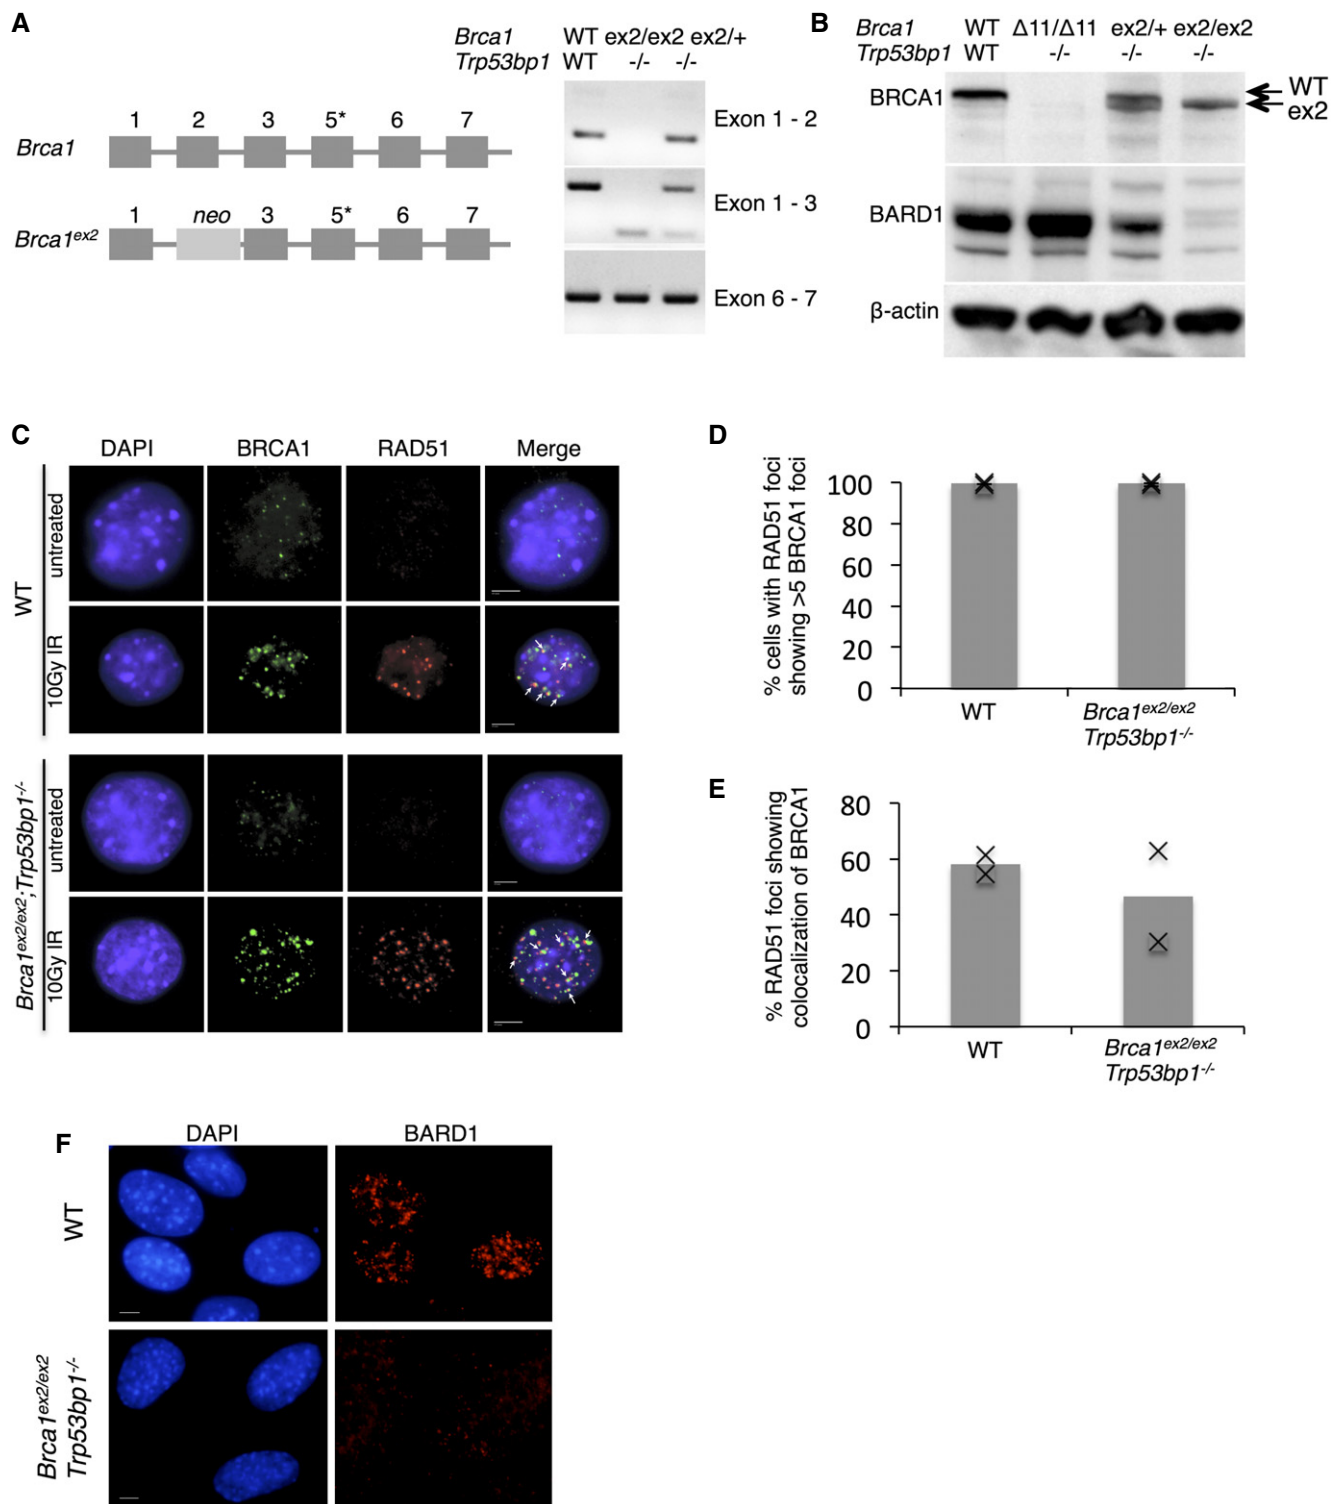 A
Brca1 WT ex2/ex2 ex2/+
Trp53bp1 WT -/- -/-
1 2 3 5* 6 7
Brca1
1 neo 3 5* 6 7
Brca1ex2
Exon 1 - 2
Exon 1 - 3
Exon 6 - 7
B
Brca1 WT Δ11/Δ11 ex2/+ ex2/ex2
Trp53bp1 WT -/- -/- -/-
BRCA1
WT
ex2
BARD1
β-actin
C
DAPI BRCA1 RAD51 Merge
WT
untreated
10Gy IR
Brca1ex2/ex2;Trp53bp1-/-
untreated
10Gy IR
D
% cells with RAD51 foci
showing >5 BRCA1 foci
100
80
60
40
20
0
WT
Brca1ex2/ex2
Trp53bp1-/-
E
% RAD51 foci showing
colocalization of BRCA1
80
60
40
20
0
WT
Brca1ex2/ex2
Trp53bp1-/-
F
DAPI BARD1
WT
Brca1ex2/ex2
Trp53bp1-/-